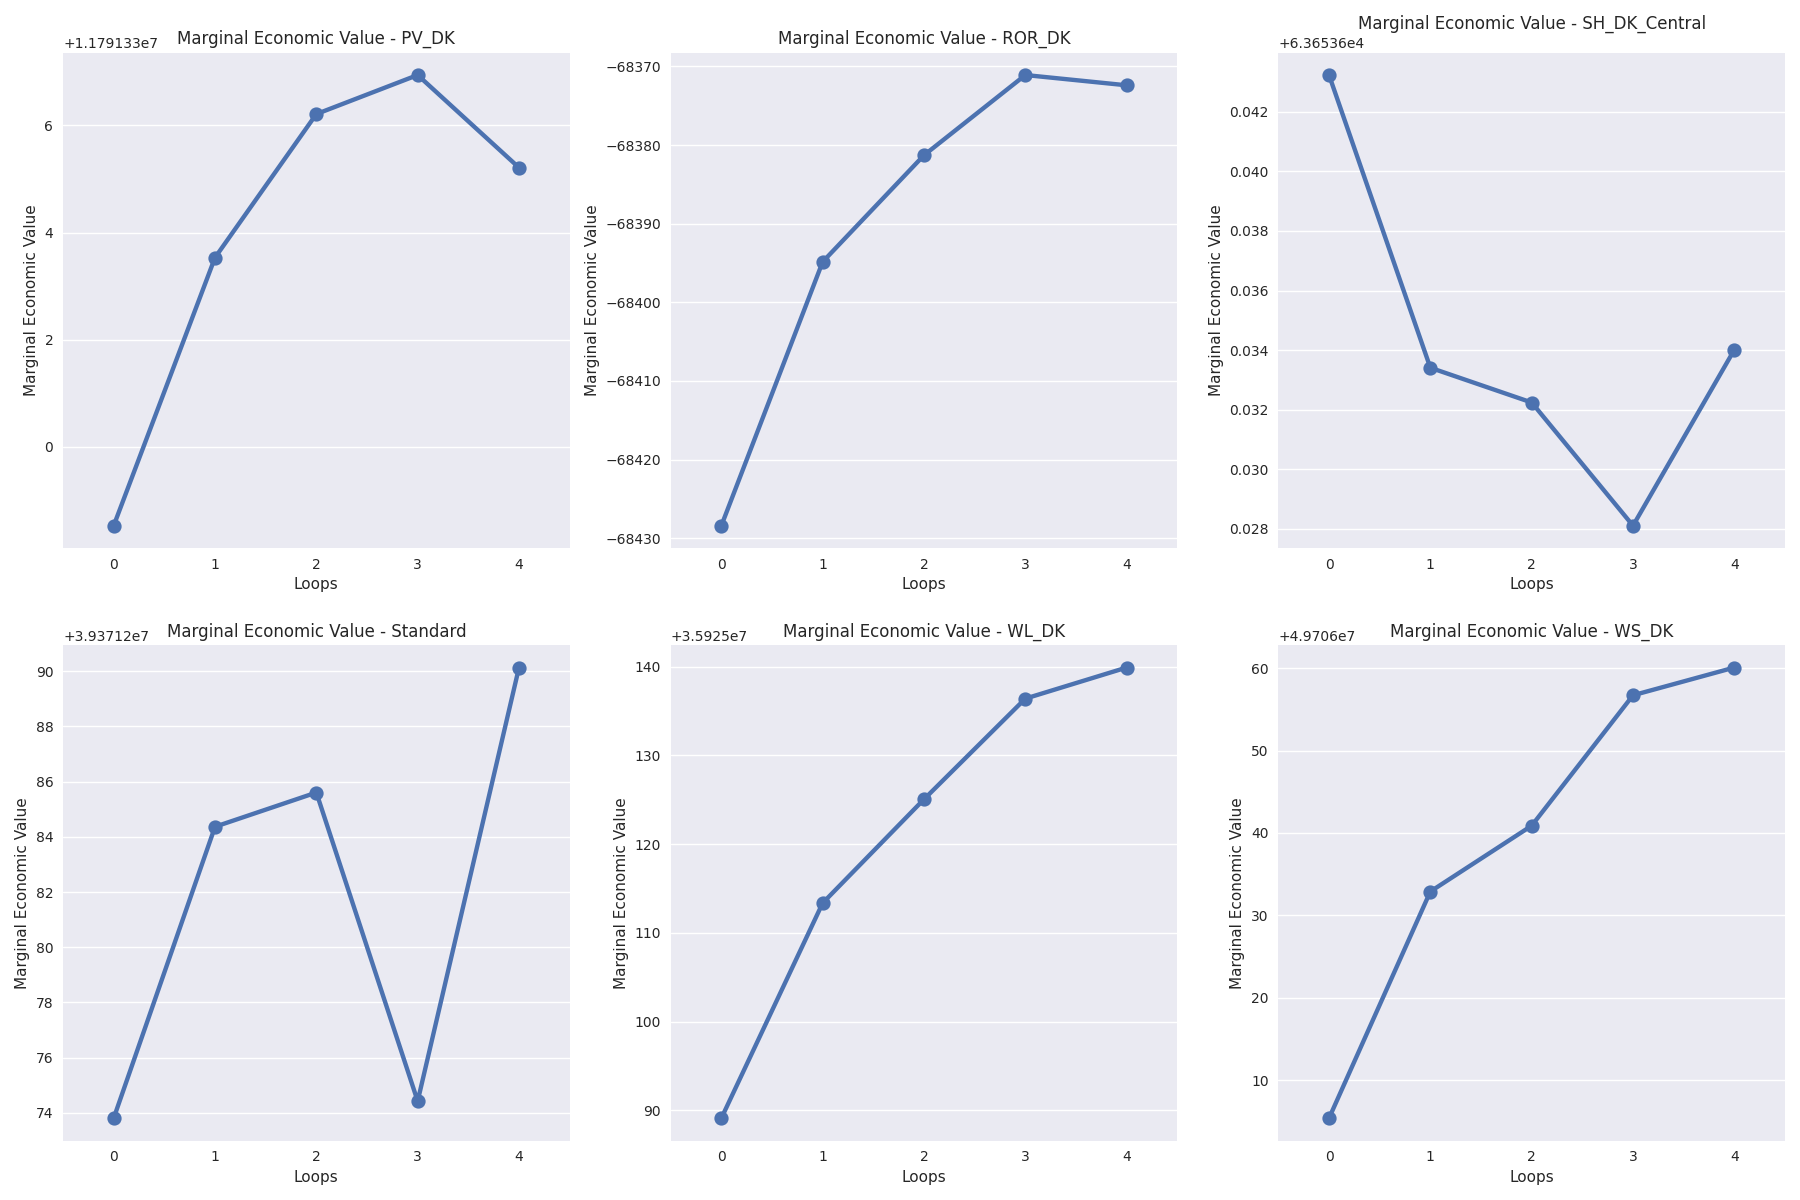 Marginal Economic Value - PV_DK
+1.179133e7
Marginal Economic Value
6
4
2
0
0 1 2 3 4
Loops
Marginal Economic Value - ROR_DK
Marginal Economic Value
−68370
−68380
−68390
−68400
−68410
−68420
−68430
0 1 2 3 4
Loops
Marginal Economic Value - SH_DK_Central
+6.36536e4
Marginal Economic Value
0.042
0.040
0.038
0.036
0.034
0.032
0.030
0.028
0 1 2 3 4
Loops
Marginal Economic Value - Standard
+3.93712e7
Marginal Economic Value
90
88
86
84
82
80
78
76
74
0 1 2 3 4
Loops
Marginal Economic Value - WL_DK
+3.5925e7
Marginal Economic Value
140
130
120
110
100
90
0 1 2 3 4
Loops
Marginal Economic Value - WS_DK
+4.9706e7
Marginal Economic Value
60
50
40
30
20
10
0 1 2 3 4
Loops